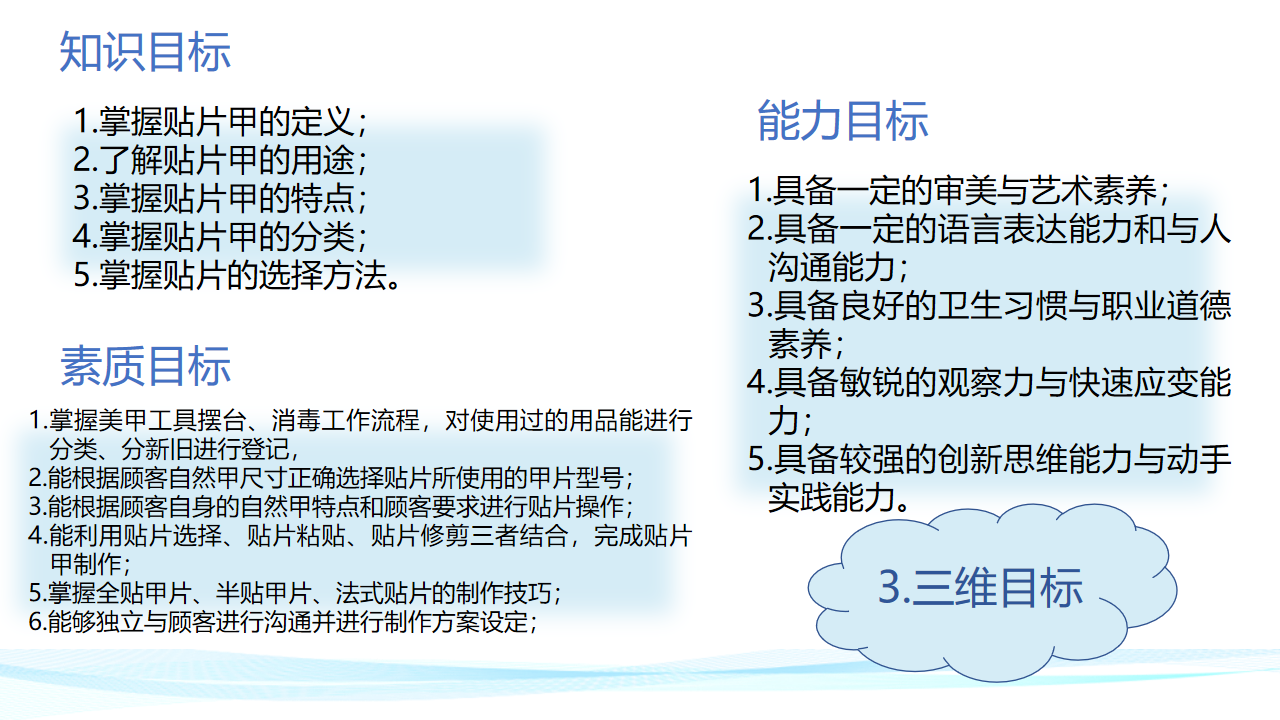 知识目标
1.掌握贴片甲的定义；
2.了解贴片甲的用途；
3.掌握贴片甲的特点；
4.掌握贴片甲的分类；
5.掌握贴片的选择方法。
素质目标
1.掌握美甲工具摆台、消毒工作流程，对使用过的用品能进行
分类、分新旧进行登记，
2.能根据顾客自然甲尺寸正确选择贴片所使用的甲片型号；
3.能根据顾客自身的自然甲特点和顾客要求进行贴片操作；
4.能利用贴片选择、贴片粘贴、贴片修剪三者结合，完成贴片
甲制作；
5.掌握全贴甲片、半贴甲片、法式贴片的制作技巧；
6.能够独立与顾客进行沟通并进行制作方案设定；
能力目标
1.具备一定的审美与艺术素养；
2.具备一定的语言表达能力和与人
沟通能力；
3.具备良好的卫生习惯与职业道德
素养；
4.具备敏锐的观察力与快速应变能
力；
5.具备较强的创新思维能力与动手
实践能力。
3.三维目标